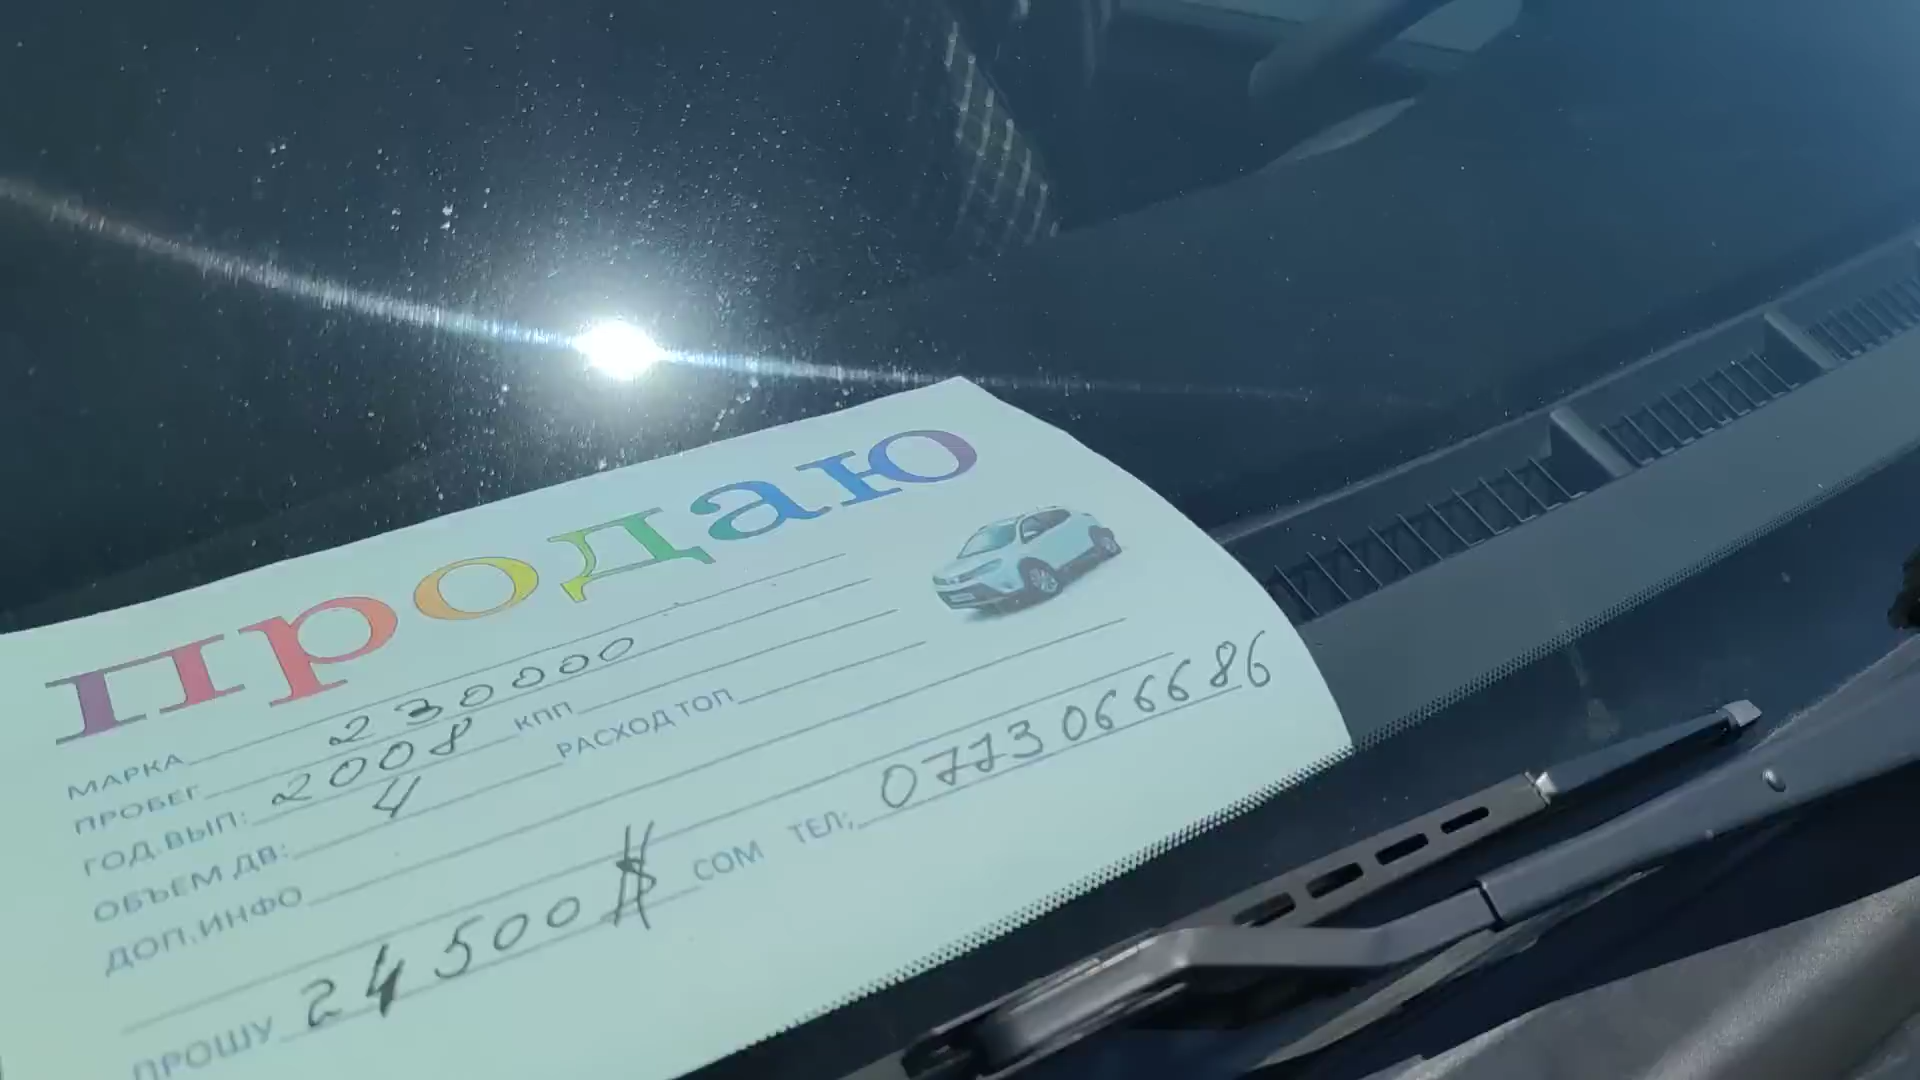 продаю
МАРКА
ПРОБЕГ 230000
ГОД.ВЫП: 2008 КПП
ОБЪЕМ ДВ: 4 РАСХОД ТОП
ДОП.ИНФО
ПРОШУ 24500$ СОМ ТЕЛ: 0773066686